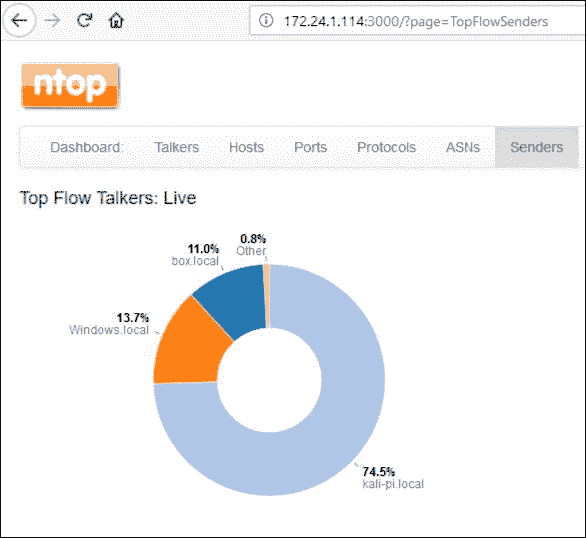 172.24.1.114:3000/?page=TopFlowSenders
ntop
Dashboard: Talkers Hosts Ports Protocols ASNs Senders
Top Flow Talkers: Live
0.8%
Other
11.0%
box.local
13.7%
Windows.local
74.5%
kali-pi.local